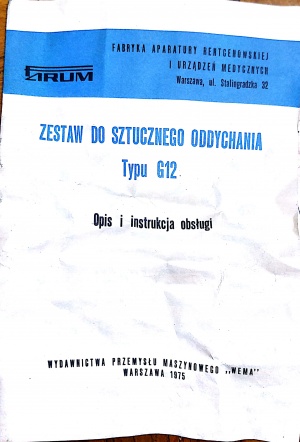 FABRYKA APARATURY RENTGENOWSKIEJ
I URZĄDZEŃ MEDYCZNYCH
Warszawa, ul. Stalingradzka 32
FARUM
ZESTAW DO SZTUCZNEGO ODDYCHANIA
Typu G12
Opis i instrukcja obsługi
WYDAWNICTWA PRZEMYSŁU MASZYNOWEGO „WEMA"
WARSZAWA 1975